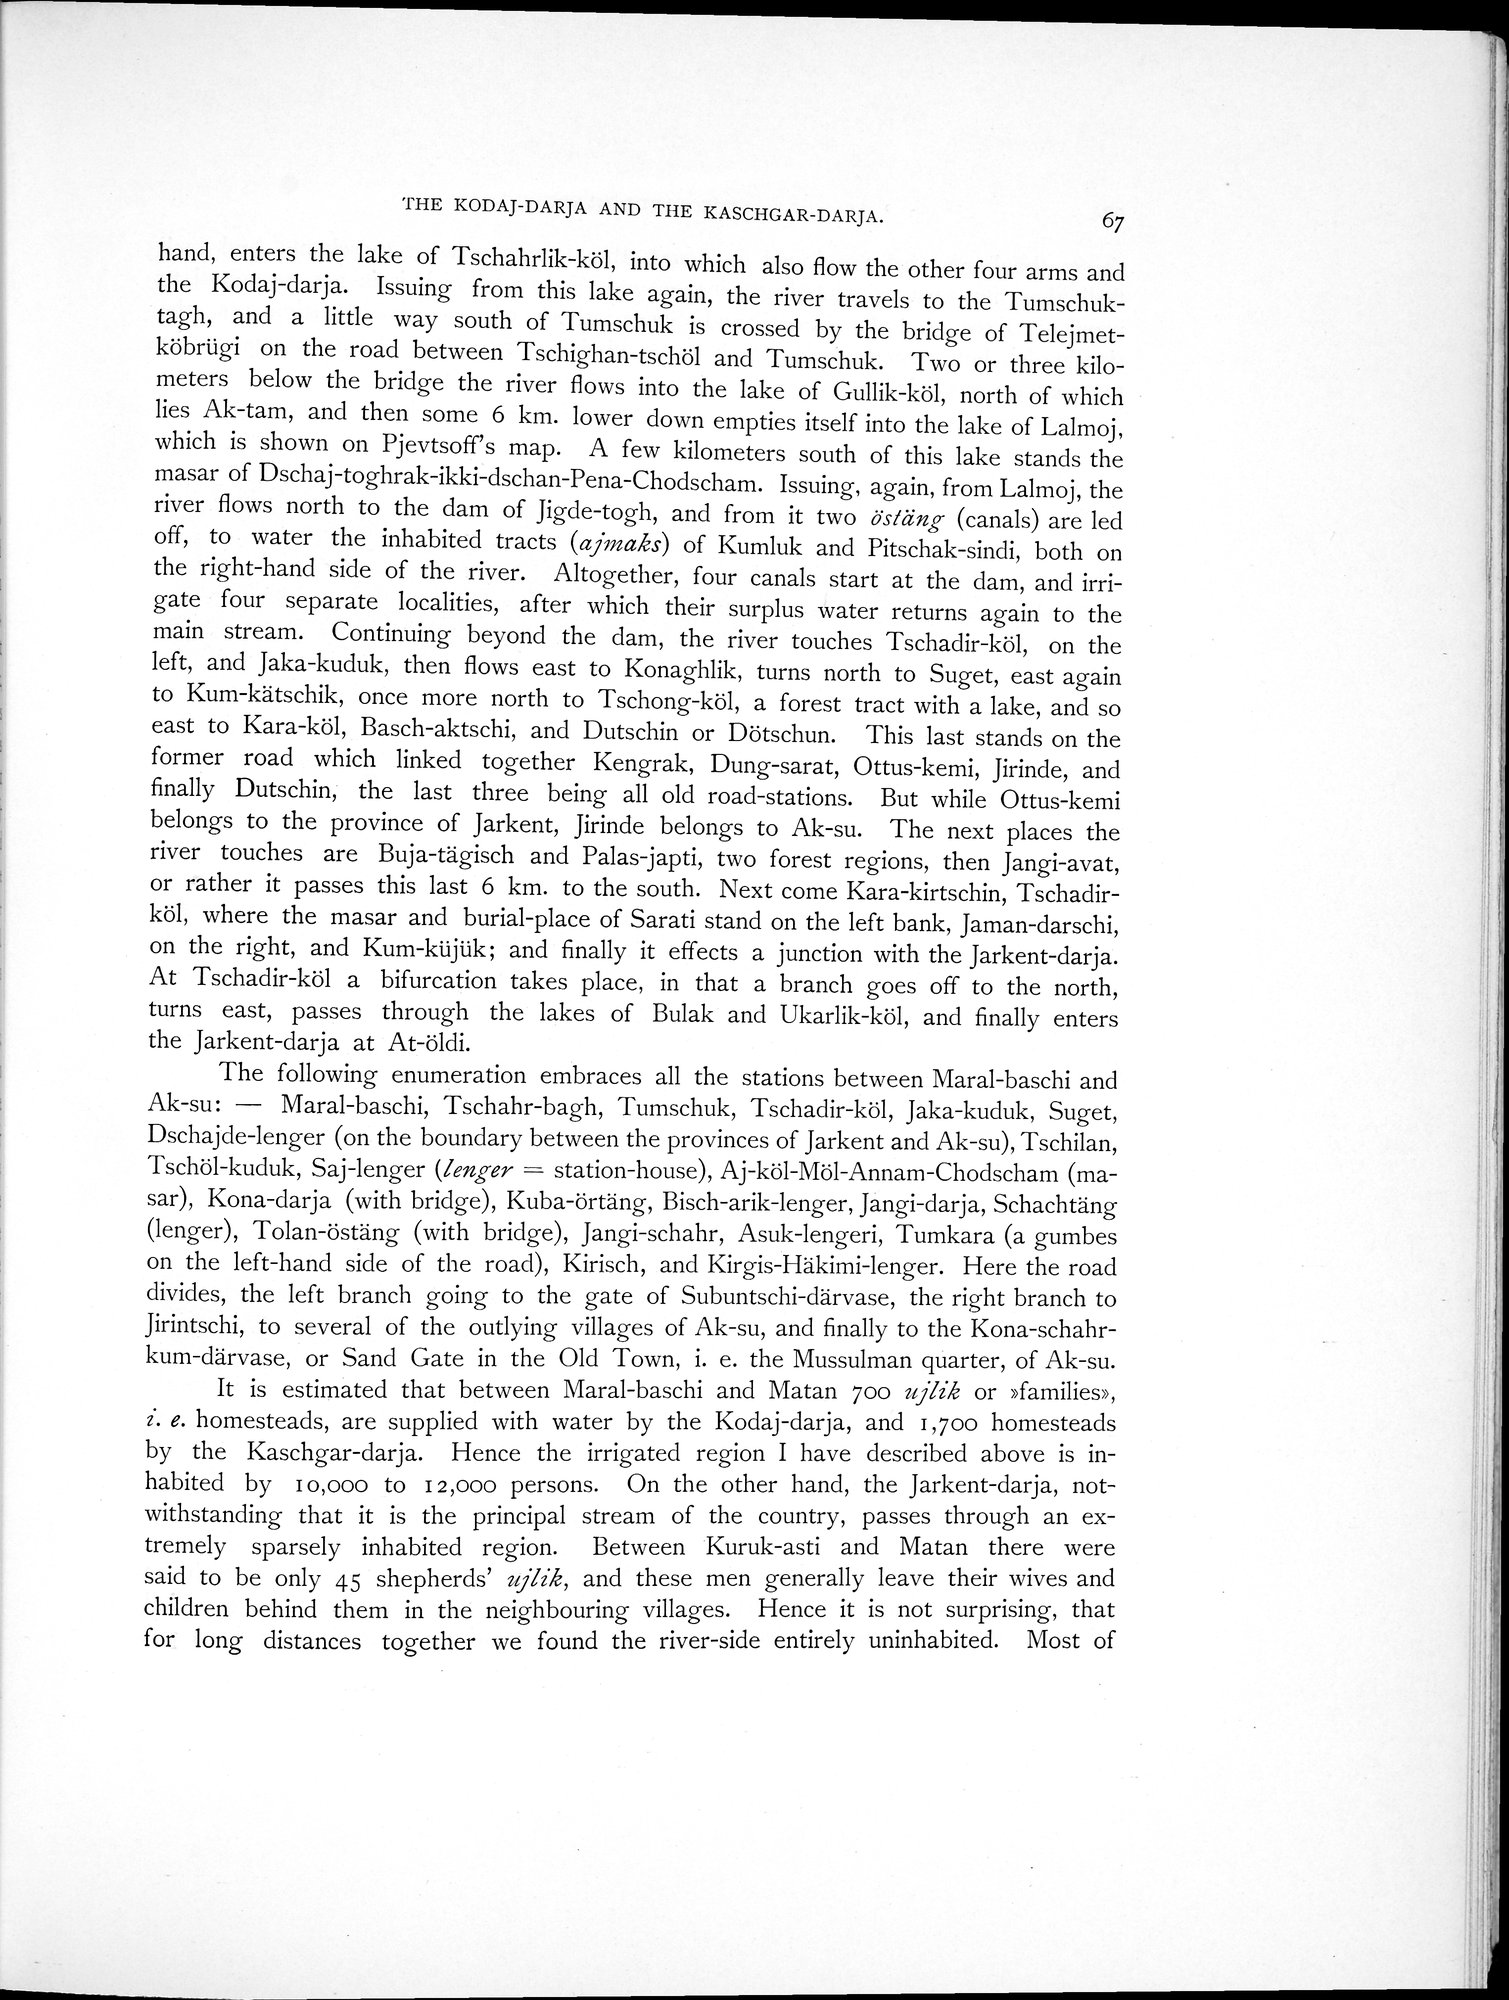 THE KODAJ-DARJA AND THE KASCHGAR-DARJA.
67
hand, enters the lake of Tschahrlik-köl, into which also flow the other four arms and
the Kodaj-darja. Issuing from this lake again, the river travels to the Tumschuk-
tagh, and a little way south of Tumschuk is crossed by the bridge of Telejmet-
köbrügi on the road between Tschighan-tschöl and Tumschuk. Two or three kilo-
meters below the bridge the river flows into the lake of Gullik-köl, north of which
lies Ak-tam, and then some 6 km. lower down empties itself into the lake of Lalmoj,
which is shown on Pjevtsoff's map. A few kilometers south of this lake stands the
masar of Dschaj-toghrak-ikki-dschan-Pena-Chodscham. Issuing, again, from Lalmoj, the
river flows north to the dam of Jigde-togh, and from it two östäng (canals) are led
off, to water the inhabited tracts (ajmaks) of Kumluk and Pitschak-sindi, both on
the right-hand side of the river. Altogether, four canals start at the dam, and irri-
gate four separate localities, after which their surplus water returns again to the
main stream. Continuing beyond the dam, the river touches Tschadir-köl, on the
left, and Jaka-kuduk, then flows east to Konaghlik, turns north to Suget, east again
to Kum-kätschik, once more north to Tschong-köl, a forest tract with a lake, and so
east to Kara-köl, Basch-aktschi, and Dutschin or Dötschun. This last stands on the
former road which linked together Kengrak, Dung-sarat, Ottus-kemi, Jirinde, and
finally Dutschin, the last three being all old road-stations. But while Ottus-kemi
belongs to the province of Jarkent, Jirinde belongs to Ak-su. The next places the
river touches are Buja-tägisch and Palas-japti, two forest regions, then Jangi-avat,
or rather it passes this last 6 km. to the south. Next come Kara-kirtschin, Tschadir-
köl, where the masar and burial-place of Sarati stand on the left bank, Jaman-darschi,
on the right, and Kum-küjük; and finally it effects a junction with the Jarkent-darja.
At Tschadir-köl a bifurcation takes place, in that a branch goes off to the north,
turns east, passes through the lakes of Bulak and Ukarlik-köl, and finally enters
the Jarkent-darja at At-öldi.
The following enumeration embraces all the stations between Maral-baschi and
Ak-su: — Maral-baschi, Tschahr-bagh, Tumschuk, Tschadir-köl, Jaka-kuduk, Suget,
Dschajde-lenger (on the boundary between the provinces of Jarkent and Ak-su), Tschilan,
Tschöl-kuduk, Saj-lenger (lenger = station-house), Aj-köl-Möl-Annam-Chodscham (ma-
sar), Kona-darja (with bridge), Kuba-örtäng, Bisch-arik-lenger, Jangi-darja, Schachtäng
(lenger), Tolan-östäng (with bridge), Jangi-schahr, Asuk-lengeri, Tumkara (a gumbes
on the left-hand side of the road), Kirisch, and Kirgis-Häkimi-lenger. Here the road
divides, the left branch going to the gate of Subuntschi-därvase, the right branch to
Jirintschi, to several of the outlying villages of Ak-su, and finally to the Kona-schahr-
kum-därvase, or Sand Gate in the Old Town, i. e. the Mussulman quarter, of Ak-su.
It is estimated that between Maral-baschi and Matan 700 ujlik or »families»,
i. e. homesteads, are supplied with water by the Kodaj-darja, and 1,700 homesteads
by the Kaschgar-darja. Hence the irrigated region I have described above is in-
habited by 10,000 to 12,000 persons. On the other hand, the Jarkent-darja, not-
withstanding that it is the principal stream of the country, passes through an ex-
tremely sparsely inhabited region. Between Kuruk-asti and Matan there were
said to be only 45 shepherds' ujlik, and these men generally leave their wives and
children behind them in the neighbouring villages. Hence it is not surprising, that
for long distances together we found the river-side entirely uninhabited. Most of